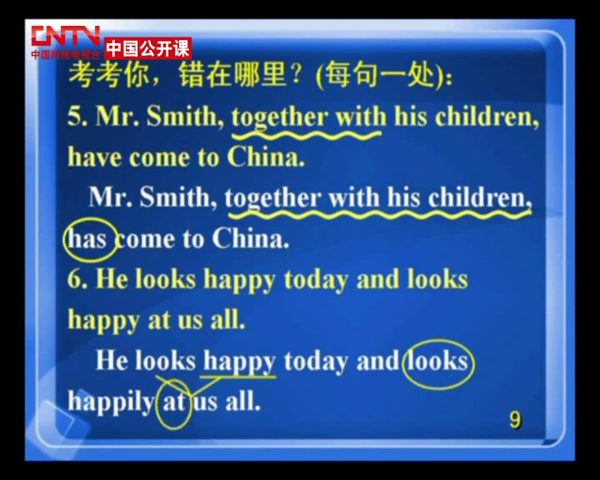 CNTN
中国网络电视台
中国公开课
考考你，错在哪里？(每句一处)：
5. Mr. Smith, together with his children,
have come to China.
Mr. Smith, together with his children,
has come to China.
6. He looks happy today and looks
happy at us all.
He looks happy today and looks
happily at us all.
9